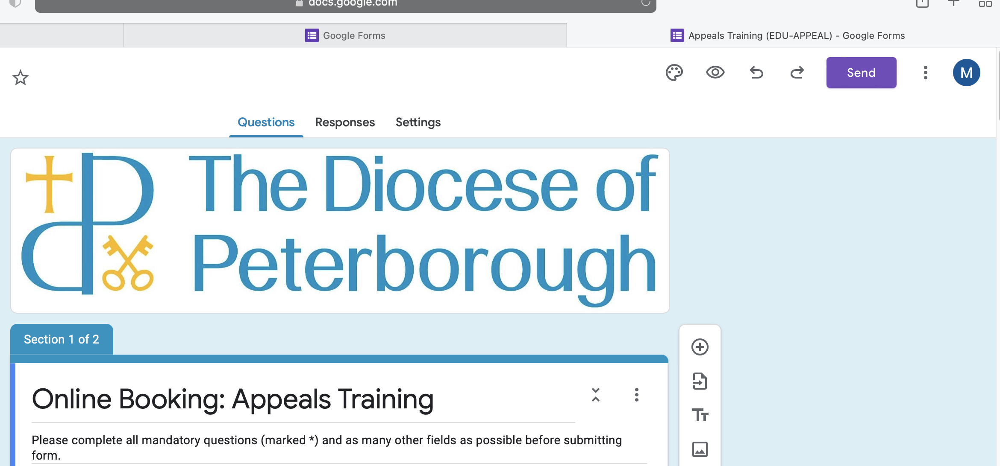 docs.google.com
Google Forms
Appeals Training (EDU-APPEAL) - Google Forms
Send
M
Questions
Responses
Settings
The Diocese of
Peterborough
Section 1 of 2
Online Booking: Appeals Training
Please complete all mandatory questions (marked *) and as many other fields as possible before submitting
form.